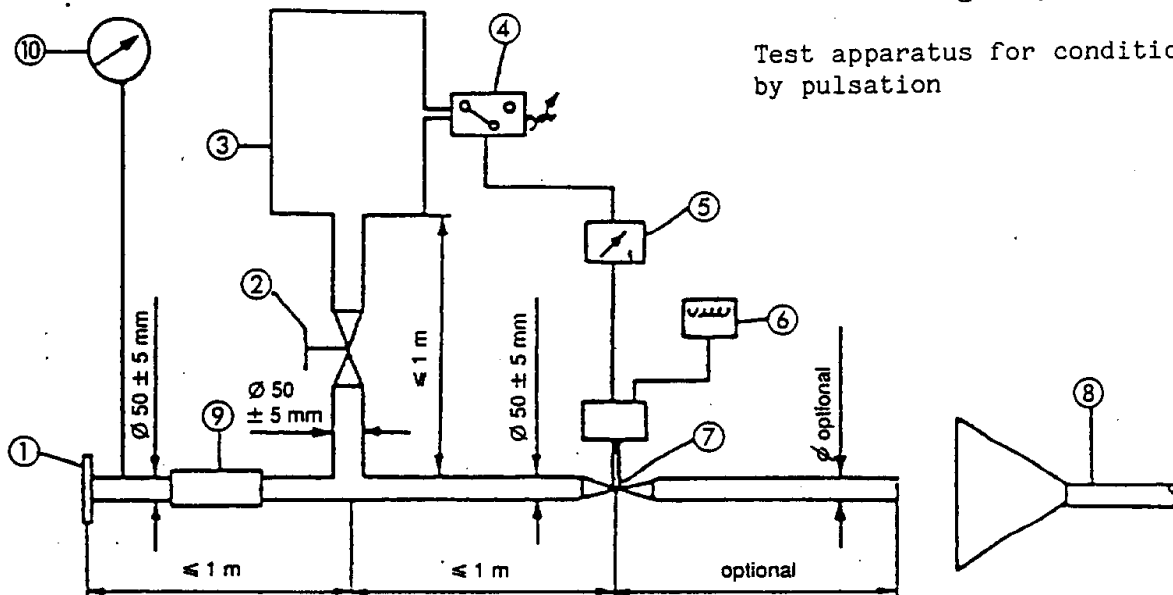 Test apparatus for conditio
by pulsation
⑩
④
③
⑤
②
⑥
Ø 50 ± 5 mm
Ø 50
± 5 mm
⩽ 1 m
Ø 50 ± 5 mm
Ø optional
⑧
⑨
⑦
①
⩽ 1 m
⩽ 1 m
optional